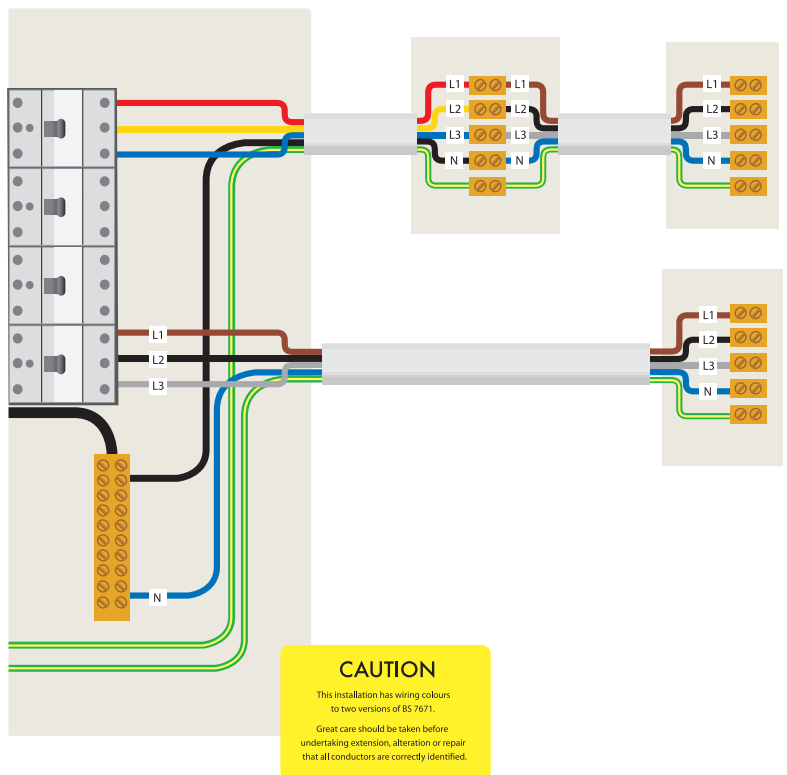 L1 L1 L1
L2 L2 L2
L3 L3 L3
N N N
L1
L1
L2
L2
L3
L3
N
N
CAUTION
This installation has wiring colours
to two versions of BS 7671.
Great care should be taken before
undertaking extension, alteration or repair
that all conductors are correctly identified.